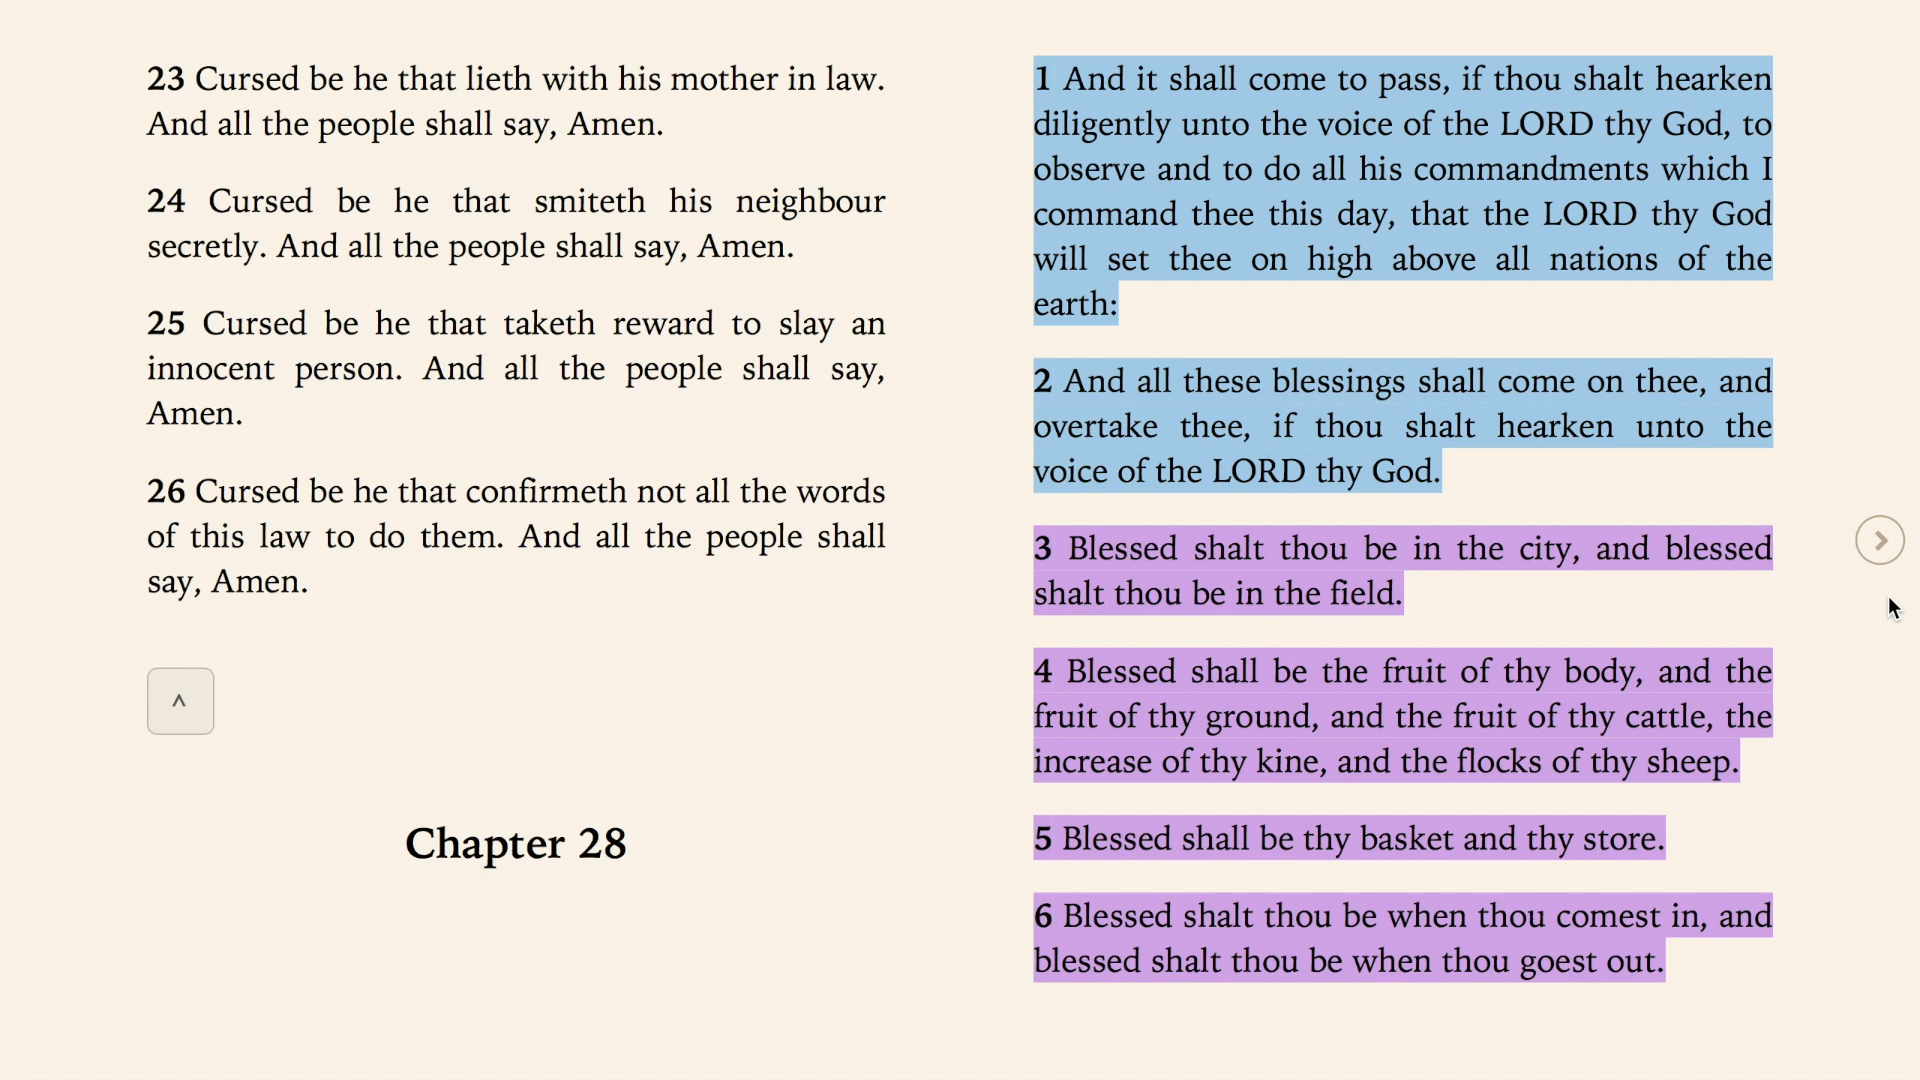 23 Cursed be he that lieth with his mother in law.
And all the people shall say, Amen.
24 Cursed be he that smiteth his neighbour
secretly. And all the people shall say, Amen.
25 Cursed be he that taketh reward to slay an
innocent person. And all the people shall say,
Amen.
26 Cursed be he that confirmeth not all the words
of this law to do them. And all the people shall
say, Amen.
^
Chapter 28
1 And it shall come to pass, if thou shalt hearken
diligently unto the voice of the LORD thy God, to
observe and to do all his commandments which I
command thee this day, that the LORD thy God
will set thee on high above all nations of the
earth:
2 And all these blessings shall come on thee, and
overtake thee, if thou shalt hearken unto the
voice of the LORD thy God.
3 Blessed shalt thou be in the city, and blessed
shalt thou be in the field.
4 Blessed shall be the fruit of thy body, and the
fruit of thy ground, and the fruit of thy cattle, the
increase of thy kine, and the flocks of thy sheep.
5 Blessed shall be thy basket and thy store.
6 Blessed shalt thou be when thou comest in, and
blessed shalt thou be when thou goest out.